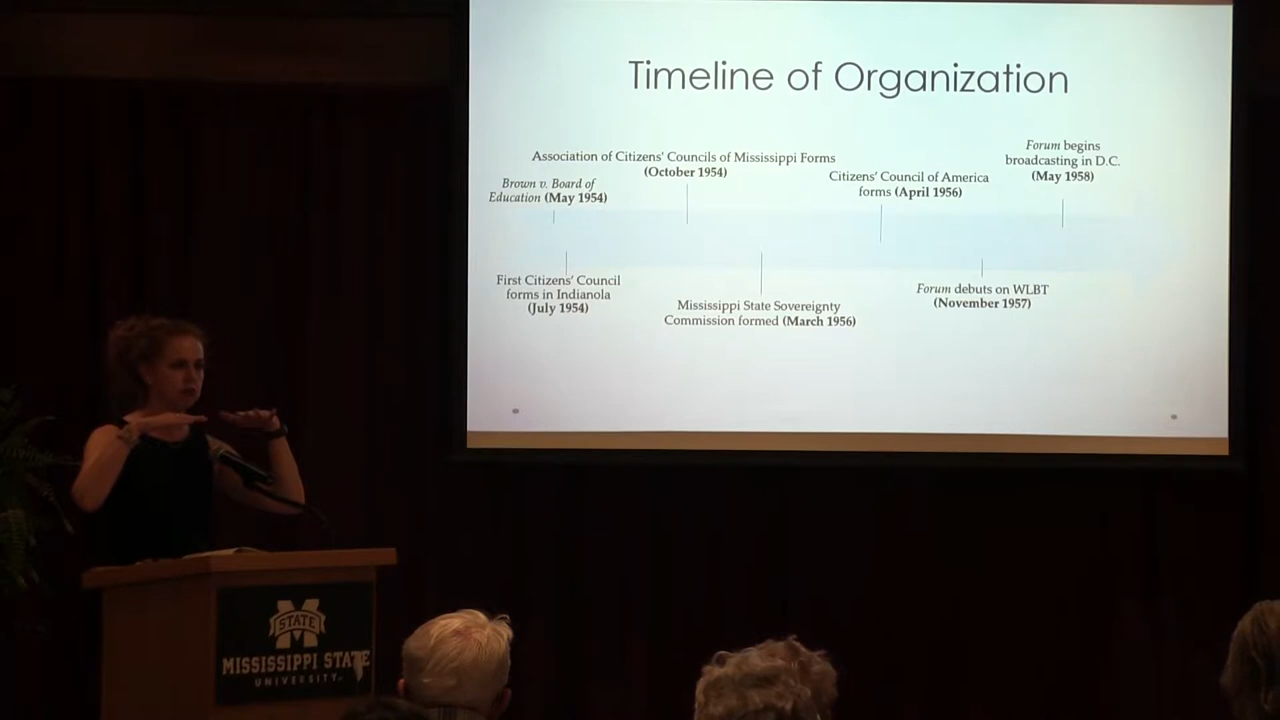 Timeline of Organization
Brown v. Board of
Education (May 1954)
First Citizens' Council
forms in Indianola
(July 1954)
Association of Citizens' Councils of Mississippi Forms
(October 1954)
Mississippi State Sovereignty
Commission formed (March 1956)
Citizens' Council of America
forms (April 1956)
Forum debuts on WLBT
(November 1957)
Forum begins
broadcasting in D.C.
(May 1958)
STATE
MISSISSIPPI STATE
UNIVERSITY